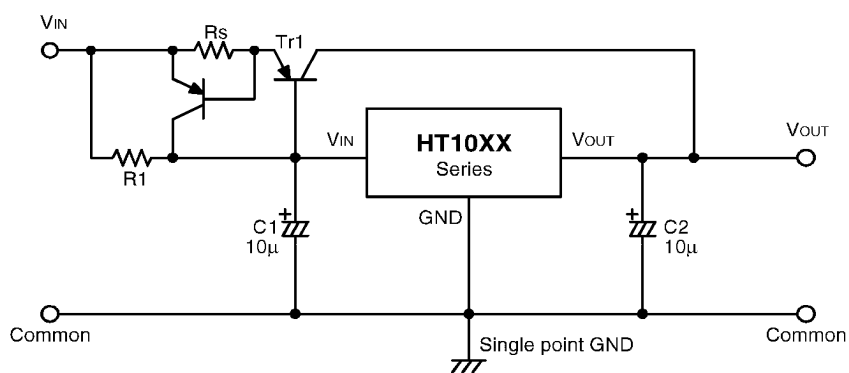 VIN
Rs
Tr1
R1
VIN
HT10XX
Series
VOUT
VOUT
GND
C1
10μ
C2
10μ
Common
Single point GND
Common